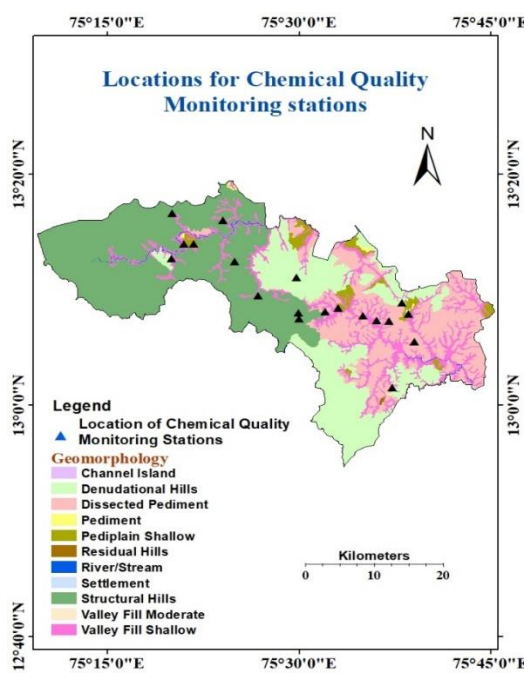 75°15'0"E 75°30'0"E 75°45'0"E
Locations for Chemical Quality
Monitoring stations
N
13°20'0"N 13°20'0"N
13°0'0"N 13°0'0"N
Legend
Location of Chemical Quality
Monitoring Stations
Geomorphology
Channel Island
Denudational Hills
Dissected Pediment
Pediment
Pediplain Shallow
Residual Hills
River/Stream
Settlement
Structural Hills
Valley Fill Moderate
Valley Fill Shallow
Kilometers
0 5 10 20
12°40'0"N 12°40'0"N
75°15'0"E 75°30'0"E 75°45'0"E